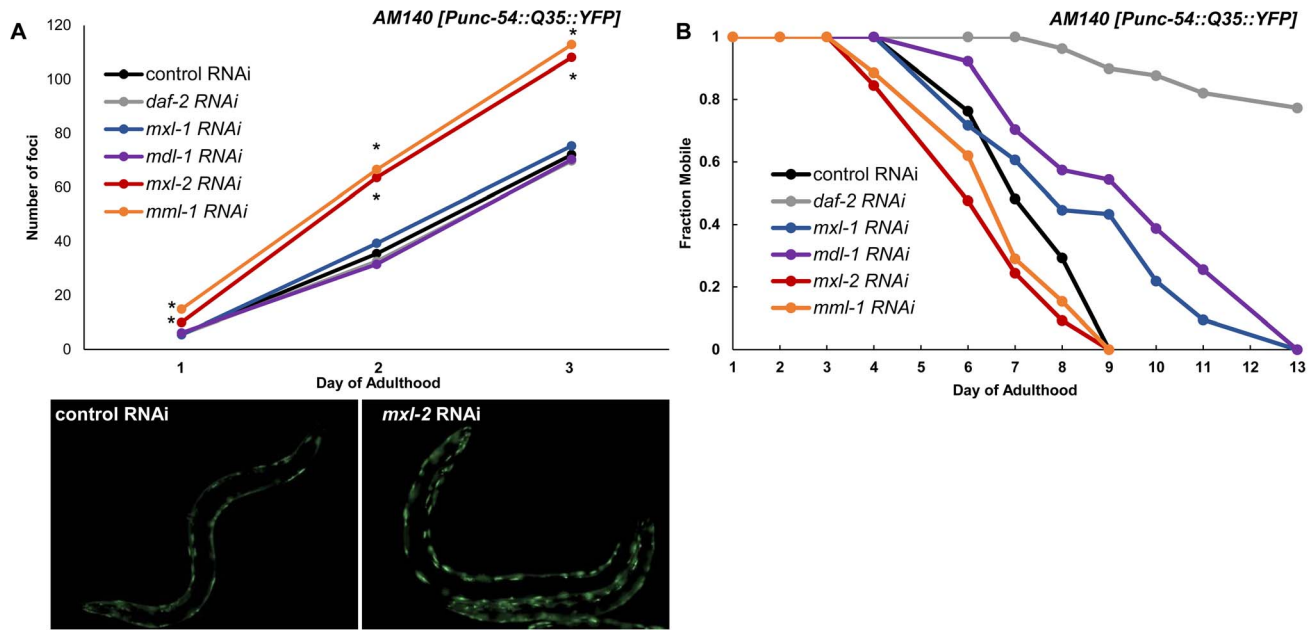 A
AM140 [Punc-54::Q35::YFP]
Number of foci
120
100
80
60
40
20
0
control RNAi
daf-2 RNAi
mxl-1 RNAi
mdl-1 RNAi
mxl-2 RNAi
mml-1 RNAi
*
*
*
*
*
*
1
2
3
Day of Adulthood
control RNAi
mxl-2 RNAi
B
AM140 [Punc-54::Q35::YFP]
Fraction Mobile
1
0.8
0.6
0.4
0.2
0
control RNAi
daf-2 RNAi
mxl-1 RNAi
mdl-1 RNAi
mxl-2 RNAi
mml-1 RNAi
1 2 3 4 5 6 7 8 9 10 11 12 13
Day of Adulthood